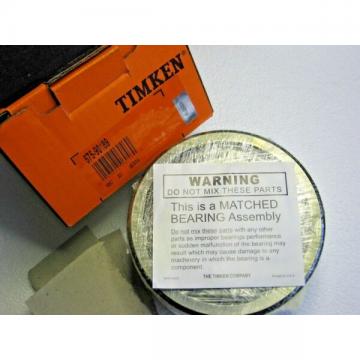 TIMKEN
WARNING
DO NOT MIX THESE PARTS
This is a MATCHED
BEARING Assembly
Do not mix these parts with any other
parts as improper bearings performance
or sudden malfunction of the bearing may
result which may cause damage to any
machinery in which the bearing is a
component.
THE TIMKEN COMPANY